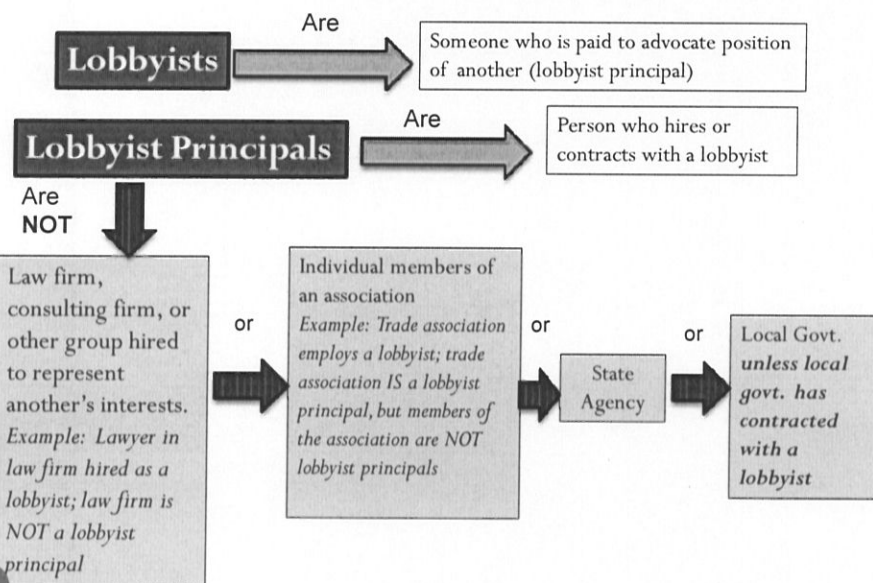 Are
Lobbyists
Someone who is paid to advocate position
of another (lobbyist principal)
Lobbyist Principals
Are
Person who hires or
contracts with a lobbyist
Are
NOT
Law firm,
consulting firm, or
other group hired
to represent
another's interests.
Example: Lawyer in
law firm hired as a
lobbyist; law firm is
NOT a lobbyist
principal
or
Individual members of
an association
Example: Trade association
employs a lobbyist; trade
association IS a lobbyist
principal, but members of
the association are NOT
lobbyist principals
or
State
Agency
or
Local Govt.
unless local
govt. has
contracted
with a
lobbyist